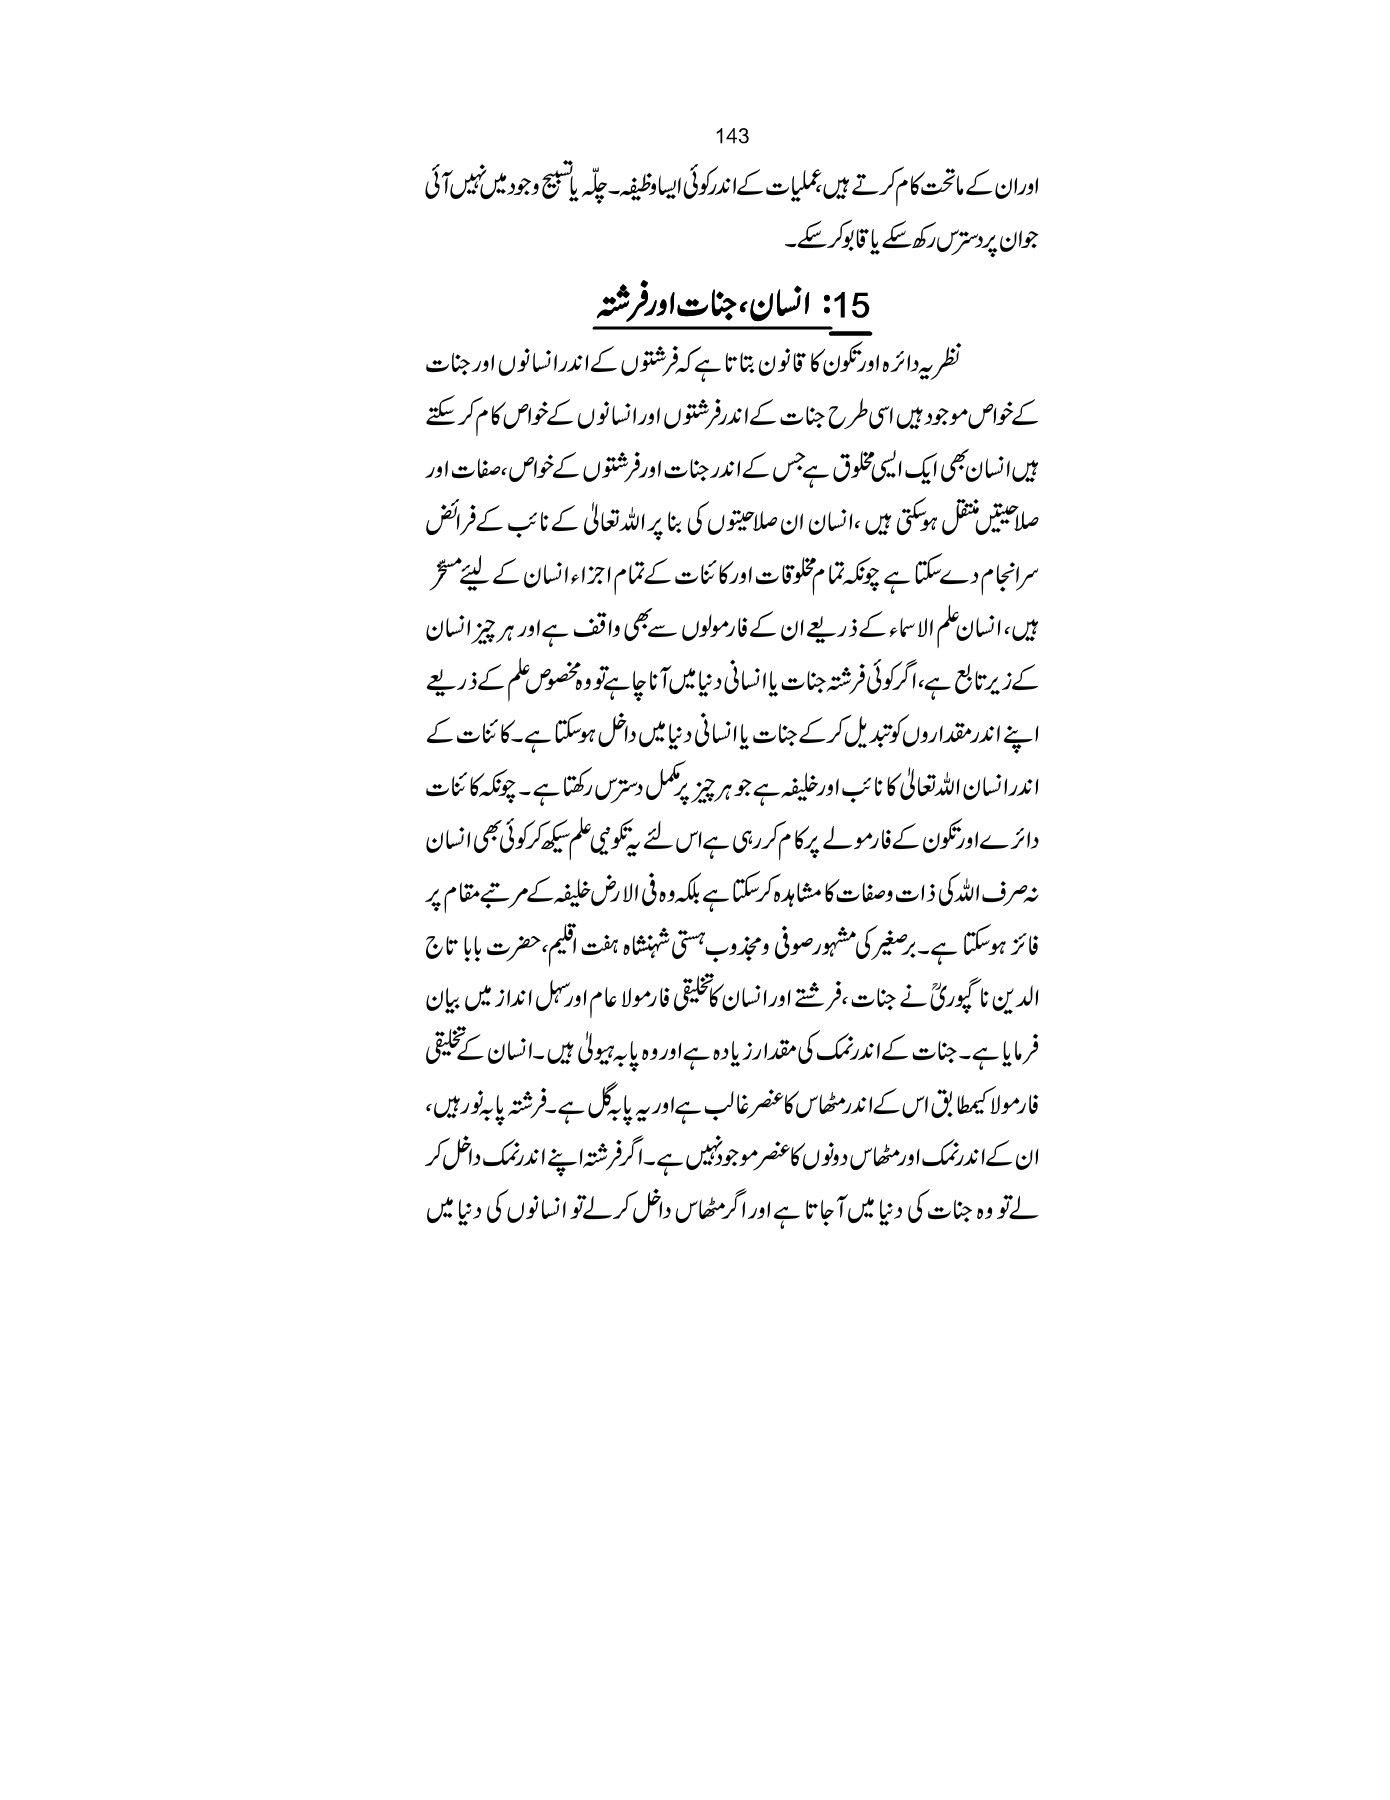 143
اور ان کے ماتحت کام کرتے ہیں، عملیات کے اندر کوئی ایسا وظیفہ۔ چلّہ یا تسبیح وجود میں نہیں آئی
جو ان پر دسترس رکھ سکے یا قابو کر سکے۔
15: انسان، جنات اور فرشتہ
نظریہ دائرہ اور تکون کا قانون بتاتا ہے کہ فرشتوں کے اندر انسانوں اور جنات
کے خواص موجود ہیں اسی طرح جنات کے اندر فرشتوں اور انسانوں کے خواص کام کر سکتے
ہیں انسان بھی ایک ایسی مخلوق ہے جس کے اندر جنات اور فرشتوں کے خواص، صفات اور
صلاحیتیں منتقل ہو سکتی ہیں، انسان ان صلاحیتوں کی بنا پر اللہ تعالیٰ کے نائب کے فرائض
سرانجام دے سکتا ہے چونکہ تمام مخلوقات اور کائنات کے تمام اجزاء انسان کے لیئے مسخّر
ہیں، انسان علم الاسماء کے ذریعے ان کے فارمولوں سے بھی واقف ہے اور ہر چیز انسان
کے زیر تابع ہے، اگر کوئی فرشتہ جنات یا انسانی دنیا میں آنا چاہے تو وہ مخصوص علم کے ذریعے
اپنے اندر مقداروں کو تبدیل کر کے جنات یا انسانی دنیا میں داخل ہو سکتا ہے۔ کائنات کے
اندر انسان اللہ تعالیٰ کا نائب اور خلیفہ ہے جو ہر چیز پر مکمل دسترس رکھتا ہے۔ چونکہ کائنات
دائرے اور تکون کے فارمولے پر کام کر رہی ہے اس لئے یہ تکونیی علم سیکھ کر کوئی بھی انسان
نہ صرف اللہ کی ذات و صفات کا مشاہدہ کر سکتا ہے بلکہ وہ فی الارض خلیفہ کے مرتبے مقام پر
فائز ہو سکتا ہے۔ برصغیر کی مشہور صوفی و مجذوب ہستی شہنشاہ ہفت اقلیم، حضرت بابا تاج
الدین ناگپوریؒ نے جنات، فرشتے اور انسان کا تخلیقی فارمولا عام اور سہل انداز میں بیان
فرمایا ہے۔ جنات کے اندر نمک کی مقدار زیادہ ہے اور وہ پابہ ہیولیٰ ہیں۔ انسان کے تخلیقی
فارمولا کیمطابق اس کے اندر مٹھاس کا عنصر غالب ہے اور یہ پابہ گل ہے۔ فرشتہ پابہ نور ہیں،
ان کے اندر نمک اور مٹھاس دونوں کا عنصر موجود نہیں ہے۔ اگر فرشتہ اپنے اندر نمک داخل کر
لے تو وہ جنات کی دنیا میں آجاتا ہے اور اگر مٹھاس داخل کر لے تو انسانوں کی دنیا میں